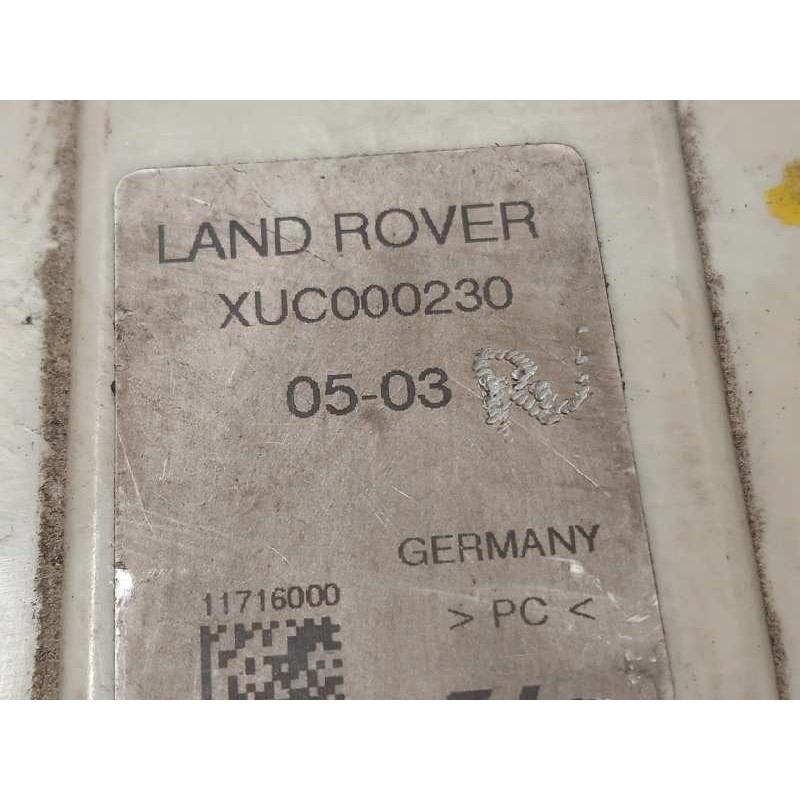 LAND ROVER
XUC000230
05-03
GERMANY
11716000
> PC <